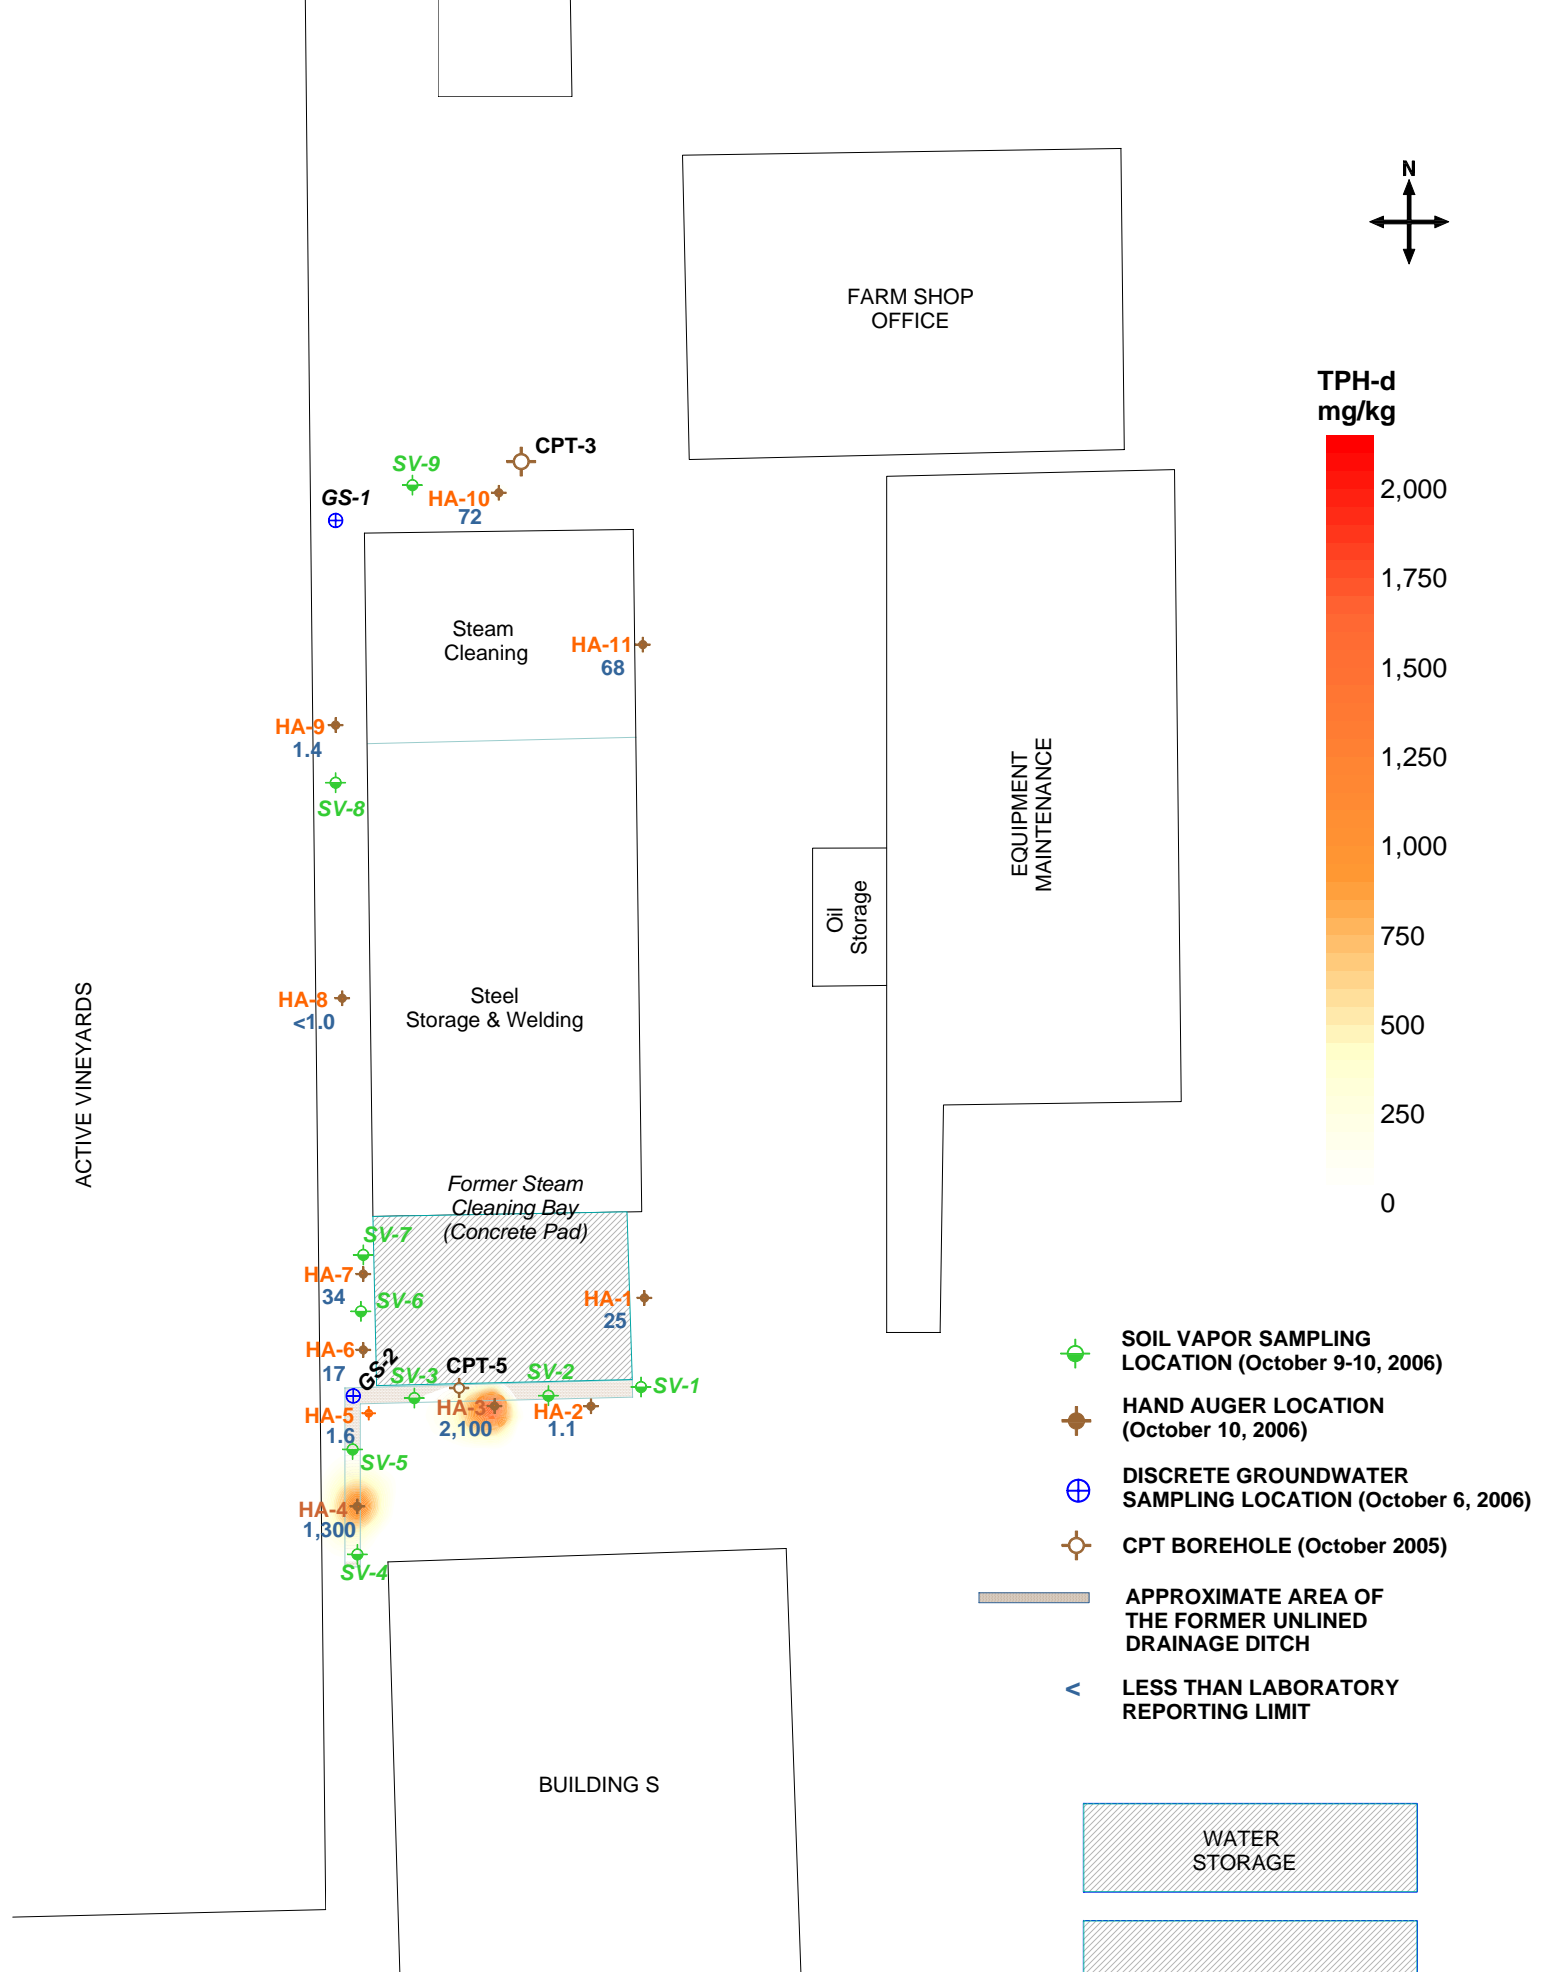 N
FARM SHOP
OFFICE
TPH-d
mg/kg
2,000
1,750
1,500
1,250
1,000
750
500
250
0
CPT-3
SV-9
HA-10
72
GS-1
Steam
Cleaning
HA-11
68
HA-9
1.4
SV-8
EQUIPMENT
MAINTENANCE
Oil
Storage
HA-8
<1.0
Steel
Storage & Welding
ACTIVE VINEYARDS
Former Steam
Cleaning Bay
(Concrete Pad)
SV-7
HA-7
34
SV-6
HA-1
25
HA-6
17
GS-2
SV-3
CPT-5
SV-2
SV-1
HA-5
1.6
HA-3
2,100
HA-2
1.1
SV-5
HA-4
1,300
SV-4
SOIL VAPOR SAMPLING
LOCATION (October 9-10, 2006)
HAND AUGER LOCATION
(October 10, 2006)
DISCRETE GROUNDWATER
SAMPLING LOCATION (October 6, 2006)
CPT BOREHOLE (October 2005)
APPROXIMATE AREA OF
THE FORMER UNLINED
DRAINAGE DITCH
< LESS THAN LABORATORY
REPORTING LIMIT
BUILDING S
WATER
STORAGE